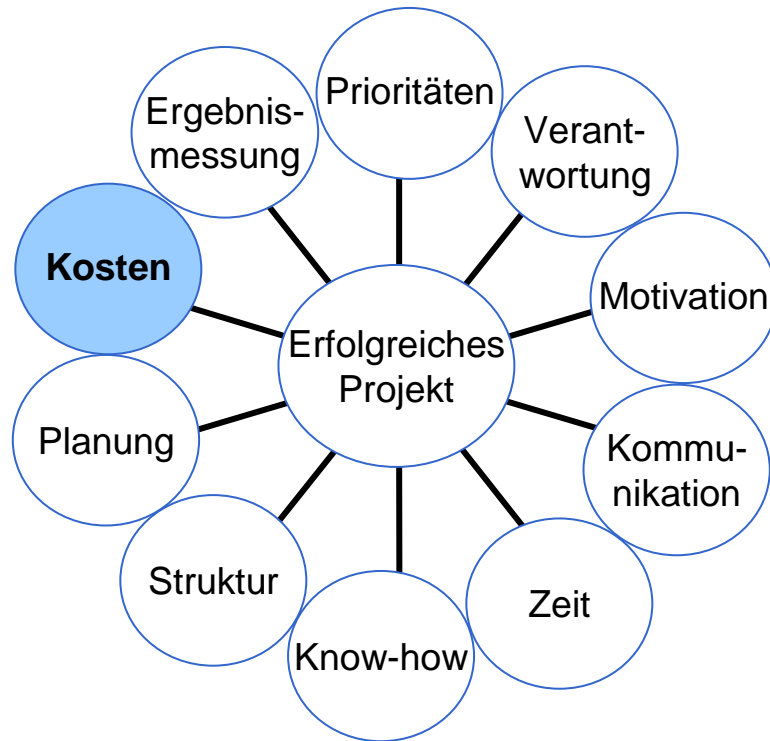 Prioritäten
Ergebnis-
messung
Verant-
wortung
Kosten
Motivation
Erfolgreiches
Projekt
Planung
Kommu-
nikation
Struktur
Zeit
Know-how